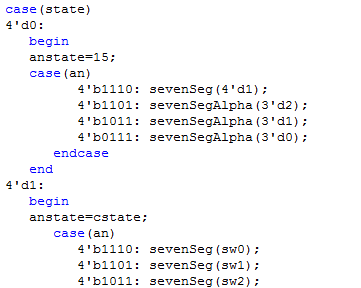 case(state)
4'd0:
begin
anstate=15;
case(an)
4'b1110: sevenSeg(4'd1);
4'b1101: sevenSegAlpha(3'd2);
4'b1011: sevenSegAlpha(3'd1);
4'b0111: sevenSegAlpha(3'd0);
endcase
end
4'd1:
begin
anstate=cstate;
case(an)
4'b1110: sevenSeg(sw0);
4'b1101: sevenSeg(sw1);
4'b1011: sevenSeg(sw2);